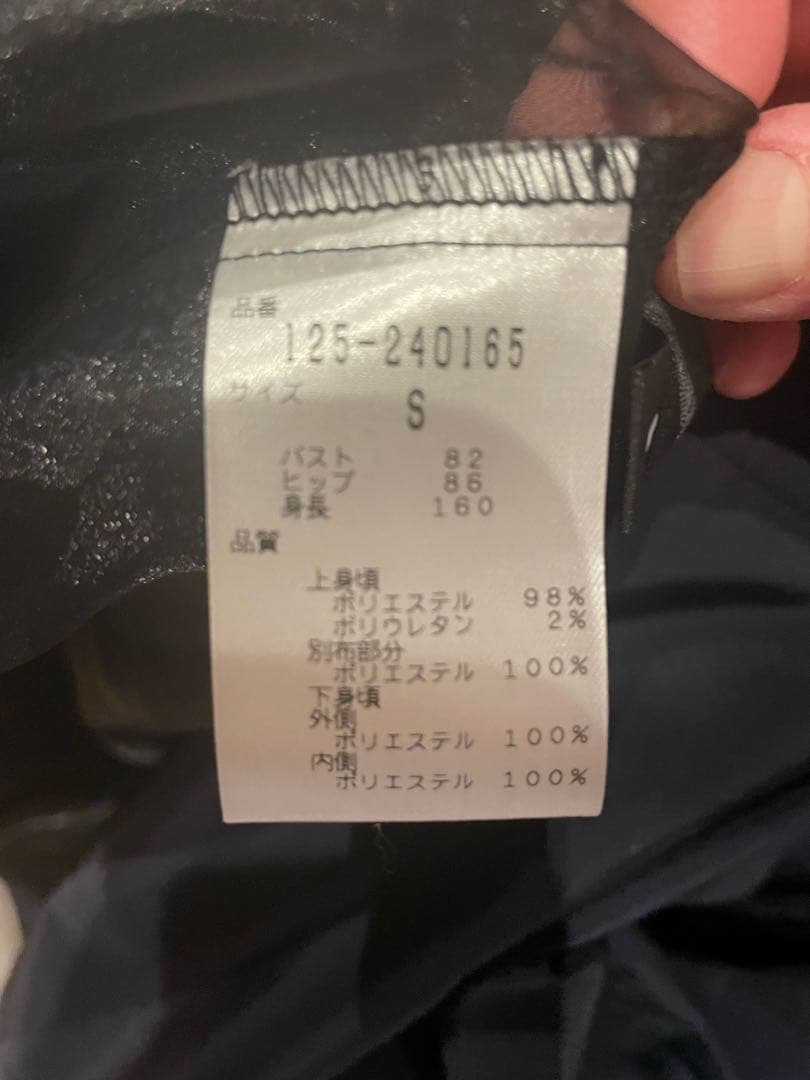 品番
125-240165
サイズ
S
バスト 82
ヒップ 86
身長 160
品質
上身頃
ポリエステル 98%
ポリウレタン 2%
別布部分
ポリエステル 100%
下身頃
外側
ポリエステル 100%
内側
ポリエステル 100%